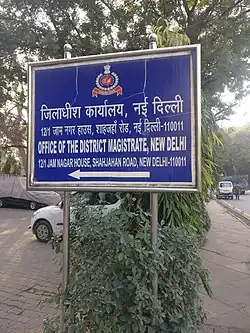 जिलाधीश कार्यालय, नई दिल्ली
12/1 जाम नगर हाउस, शाहजहाँ रोड, नई दिल्ली-110011
OFFICE OF THE DISTRICT MAGISTRATE, NEW DELHI
12/1 JAM NAGAR HOUSE, SHAHJAHAN ROAD, NEW DELHI-110011